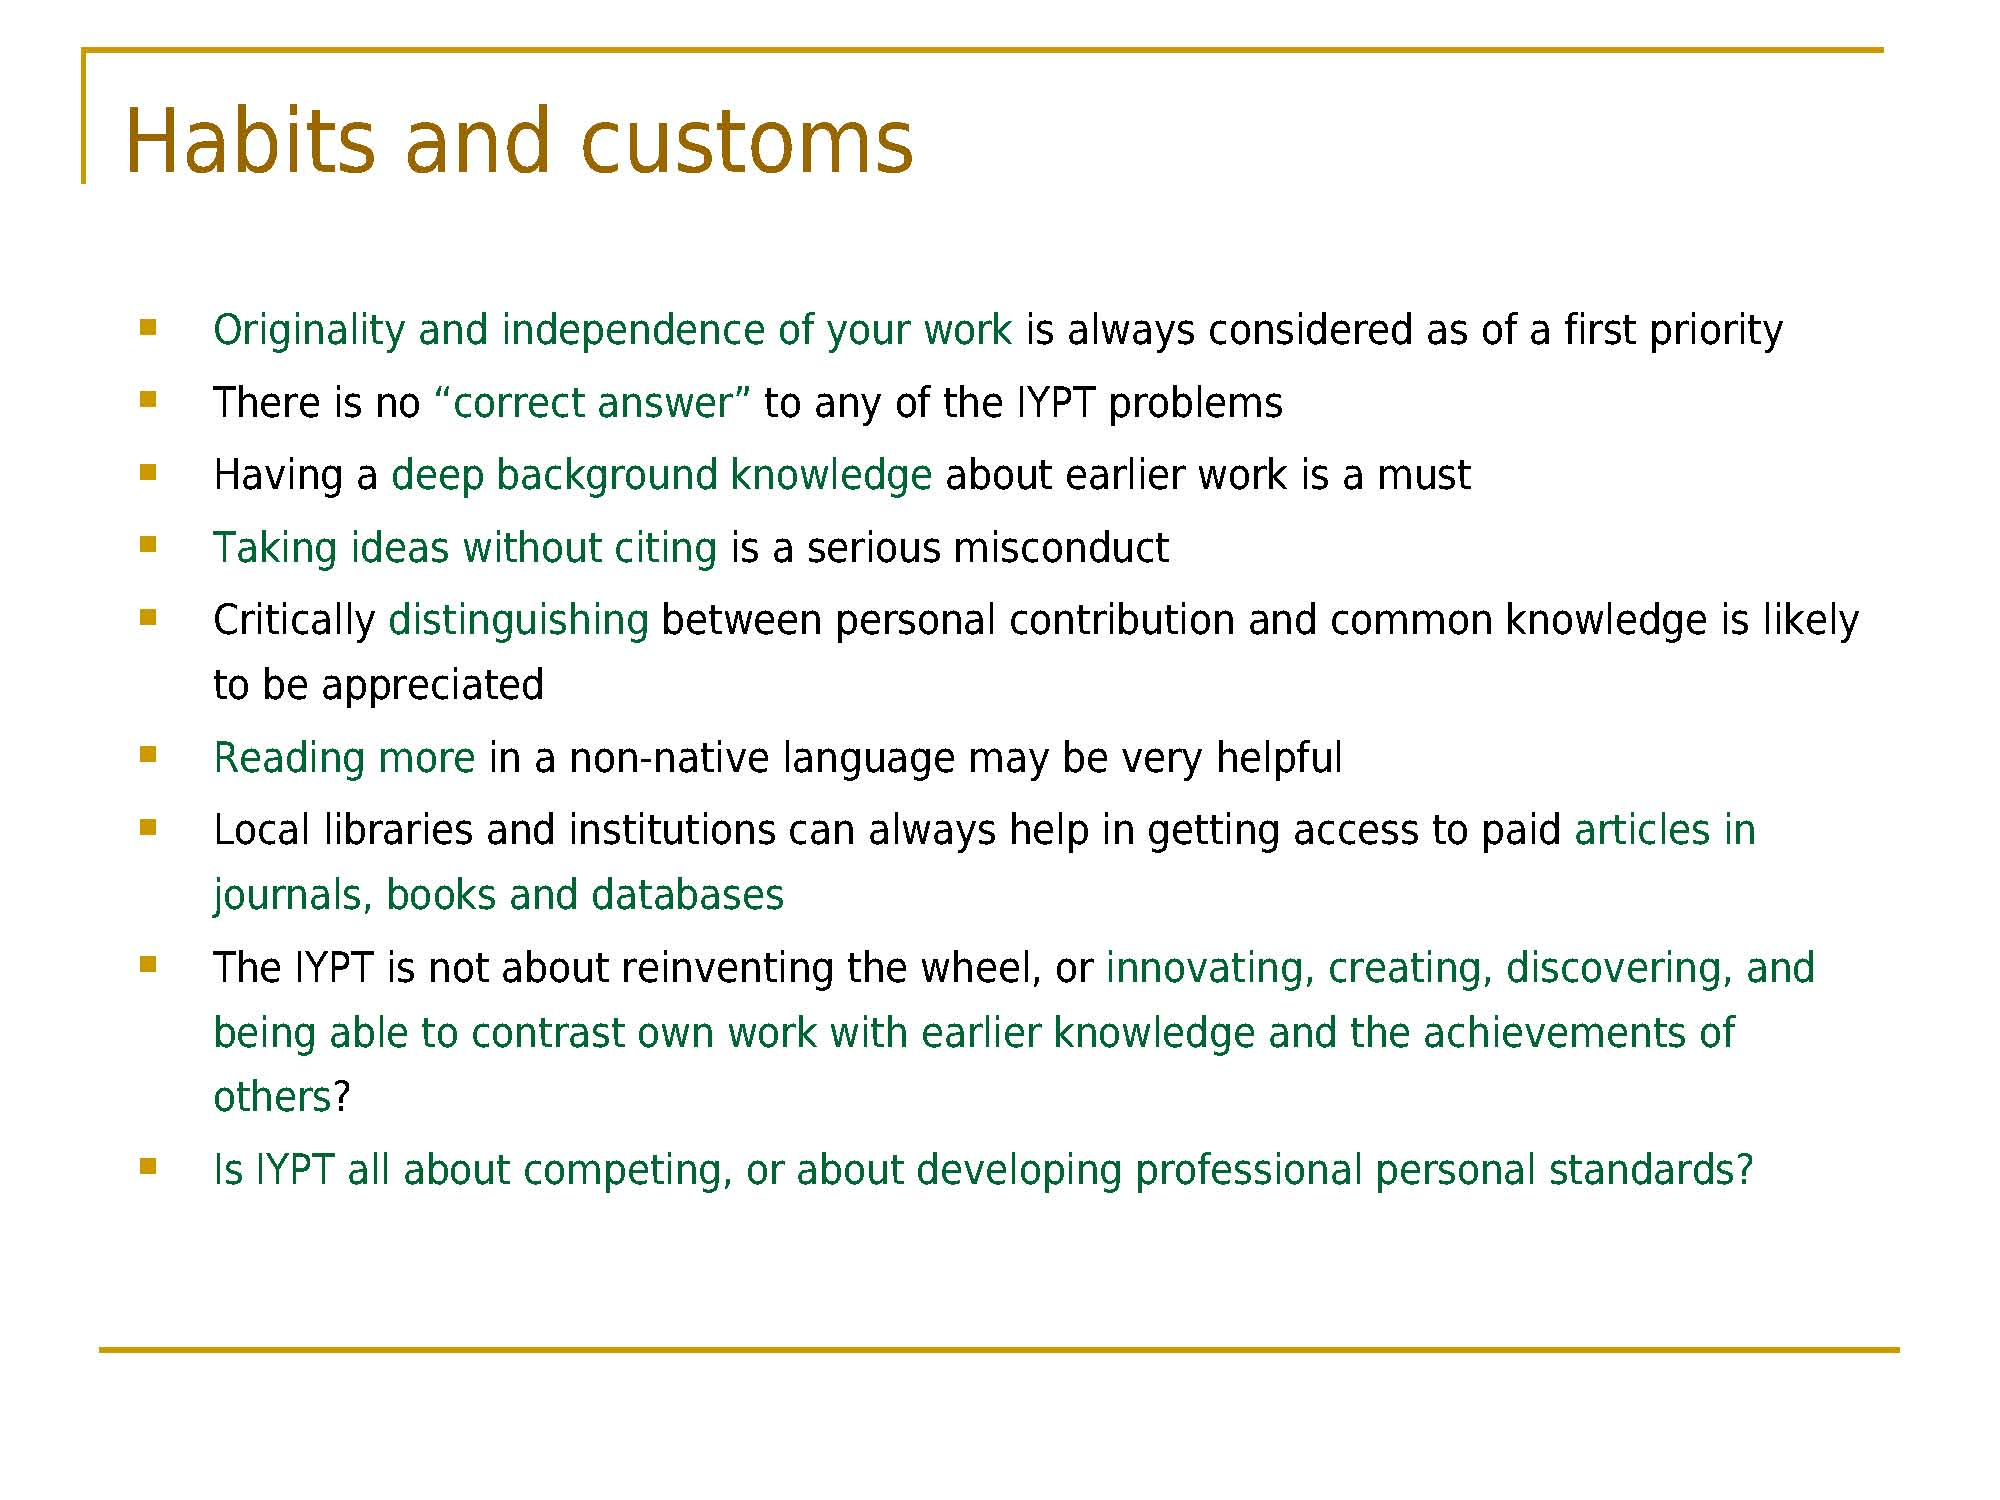 Habits and customs
Originality and independence of your work is always considered as of a first priority
There is no “correct answer” to any of the IYPT problems
Having a deep background knowledge about earlier work is a must
Taking ideas without citing is a serious misconduct
Critically distinguishing between personal contribution and common knowledge is likely
to be appreciated
Reading more in a non-native language may be very helpful
Local libraries and institutions can always help in getting access to paid articles in
journals, books and databases
The IYPT is not about reinventing the wheel, or innovating, creating, discovering, and
being able to contrast own work with earlier knowledge and the achievements of
others?
Is IYPT all about competing, or about developing professional personal standards?